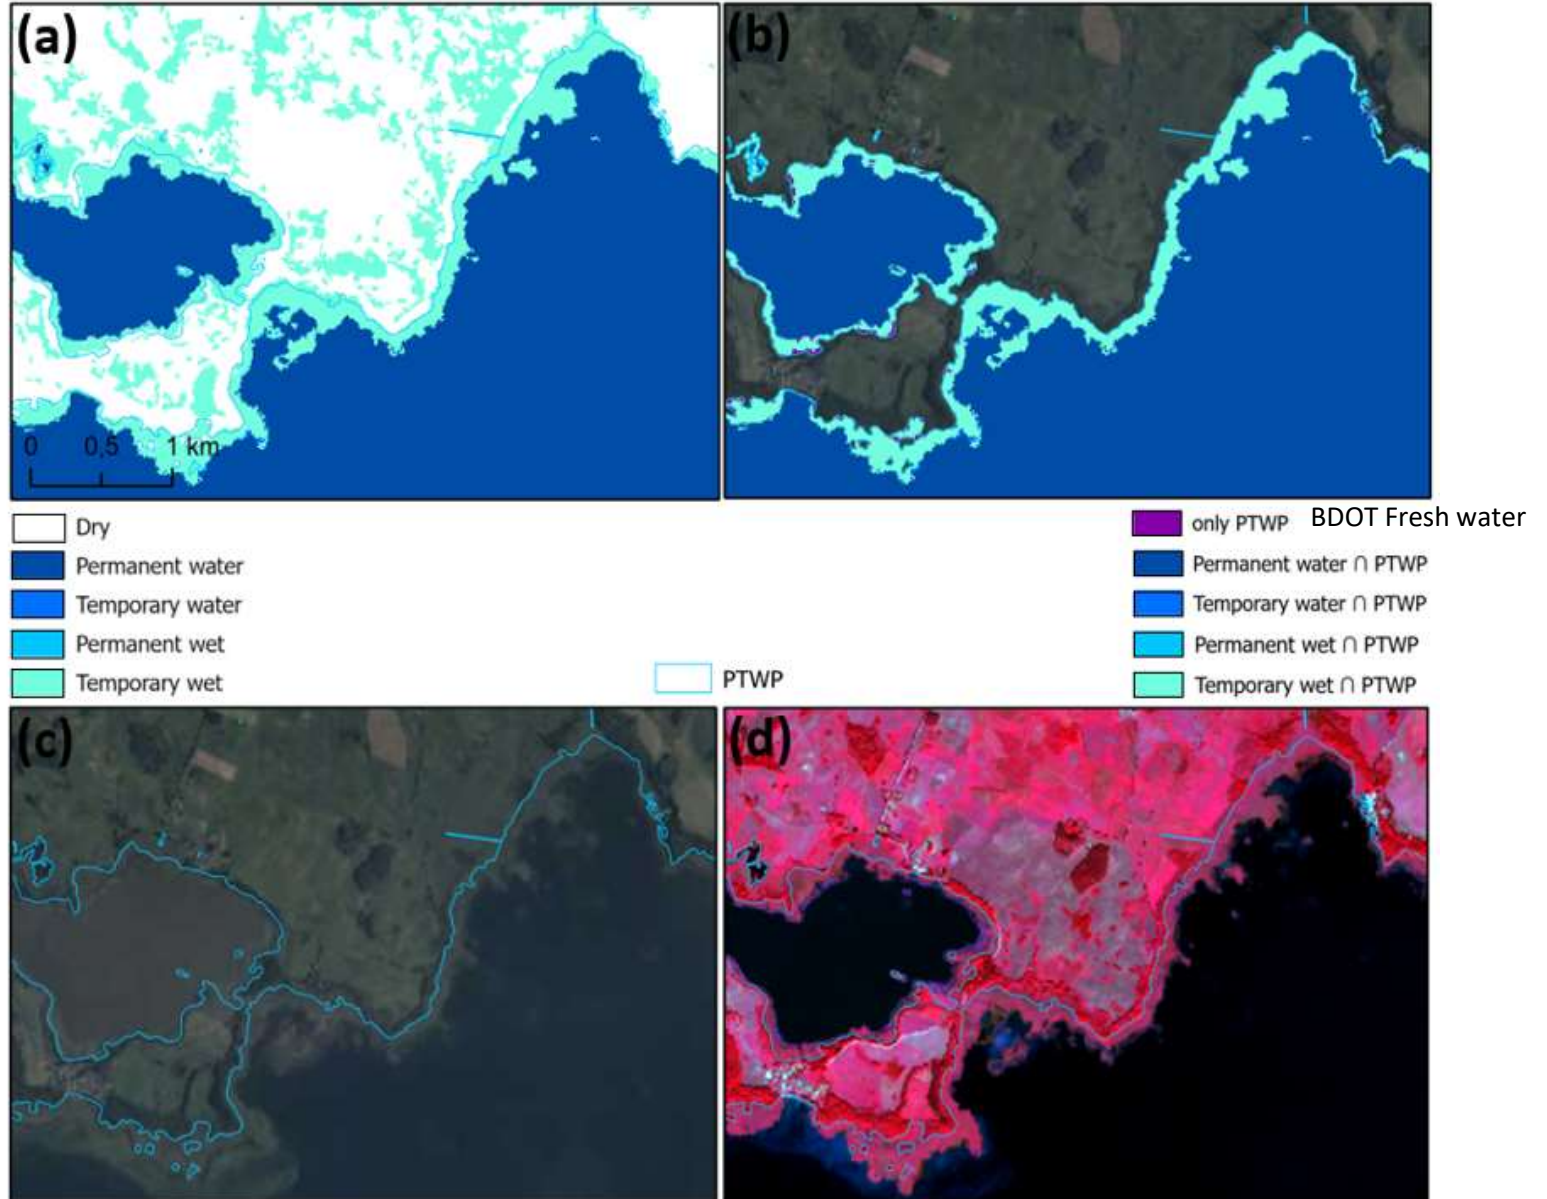 (a)
(b)
0 0,5 1 km
Dry
Permanent water
Temporary water
Permanent wet
Temporary wet
PTWP
only PTWP BDOT Fresh water
Permanent water ∩ PTWP
Temporary water ∩ PTWP
Permanent wet ∩ PTWP
Temporary wet ∩ PTWP
(c)
(d)